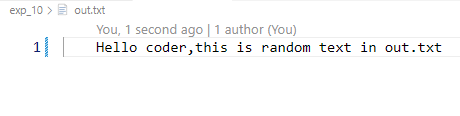 exp_10 > out.txt
You, 1 second ago | 1 author (You)
1 Hello coder,this is random text in out.txt